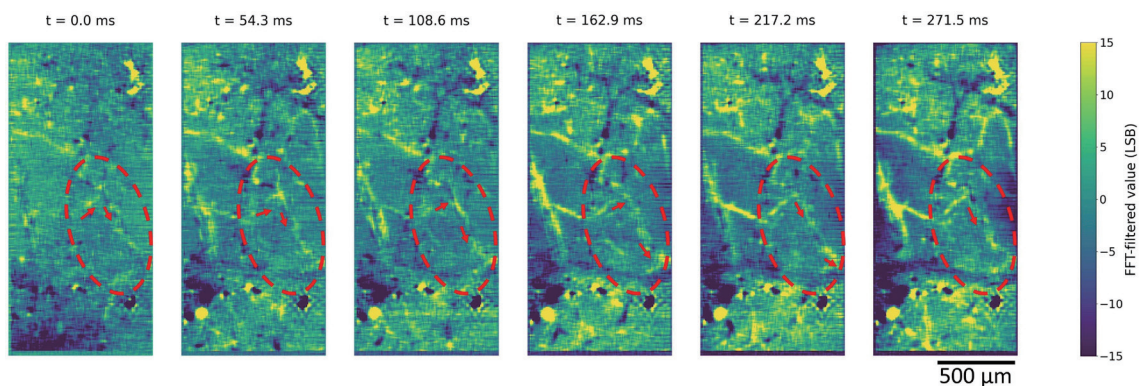 t = 0.0 ms
t = 54.3 ms
t = 108.6 ms
t = 162.9 ms
t = 217.2 ms
t = 271.5 ms
15
10
5
0
−5
−10
−15
FFT-filtered value (LSB)
500 μm